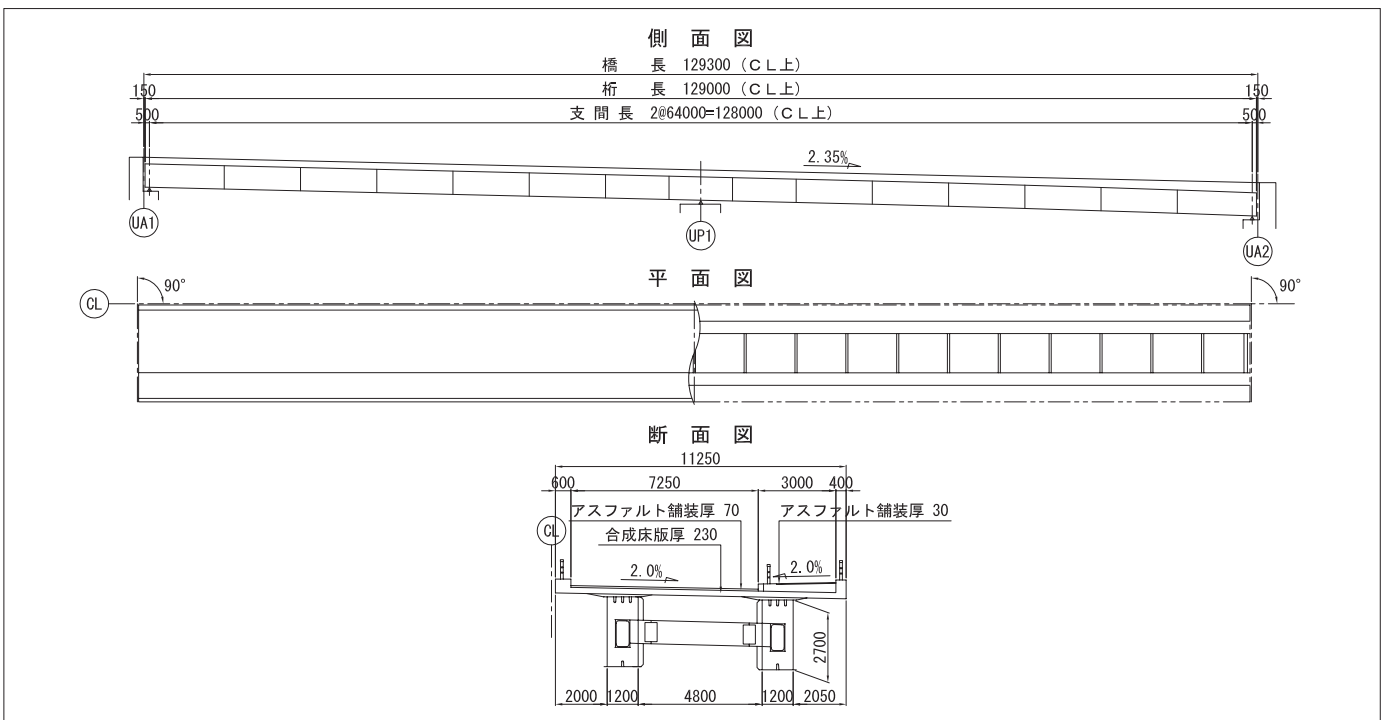 側 面 図
橋 長 129300 (CL上)
150 桁 長 129000 (CL上) 150
500 支 間 長 2@64000=128000 (CL上) 500
2.35%
UA1
UP1
UA2
平 面 図
90°
90°
CL
断 面 図
11250
600 7250 3000 400
アスファルト舗装厚 70 アスファルト舗装厚 30
CL
合成床版厚 230
2.0% 2.0%
2700
2000 1200 4800 1200 2050